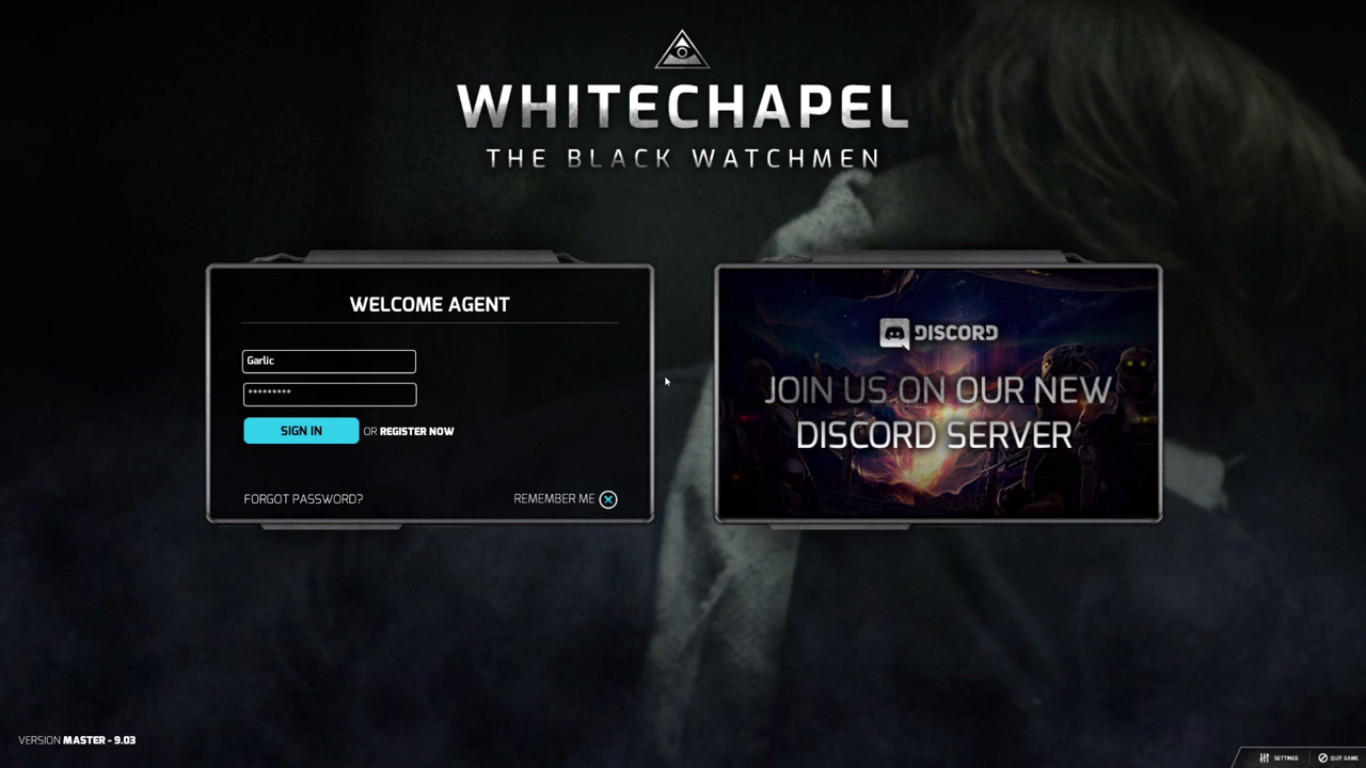 WHITECHAPEL
THE BLACK WATCHMEN
WELCOME AGENT
Garlic
*********
SIGN IN OR REGISTER NOW
FORGOT PASSWORD? REMEMBER ME
DISCORD
JOIN US ON OUR NEW
DISCORD SERVER
VERSION MASTER - 9.03
SETTINGS QUIT GAME